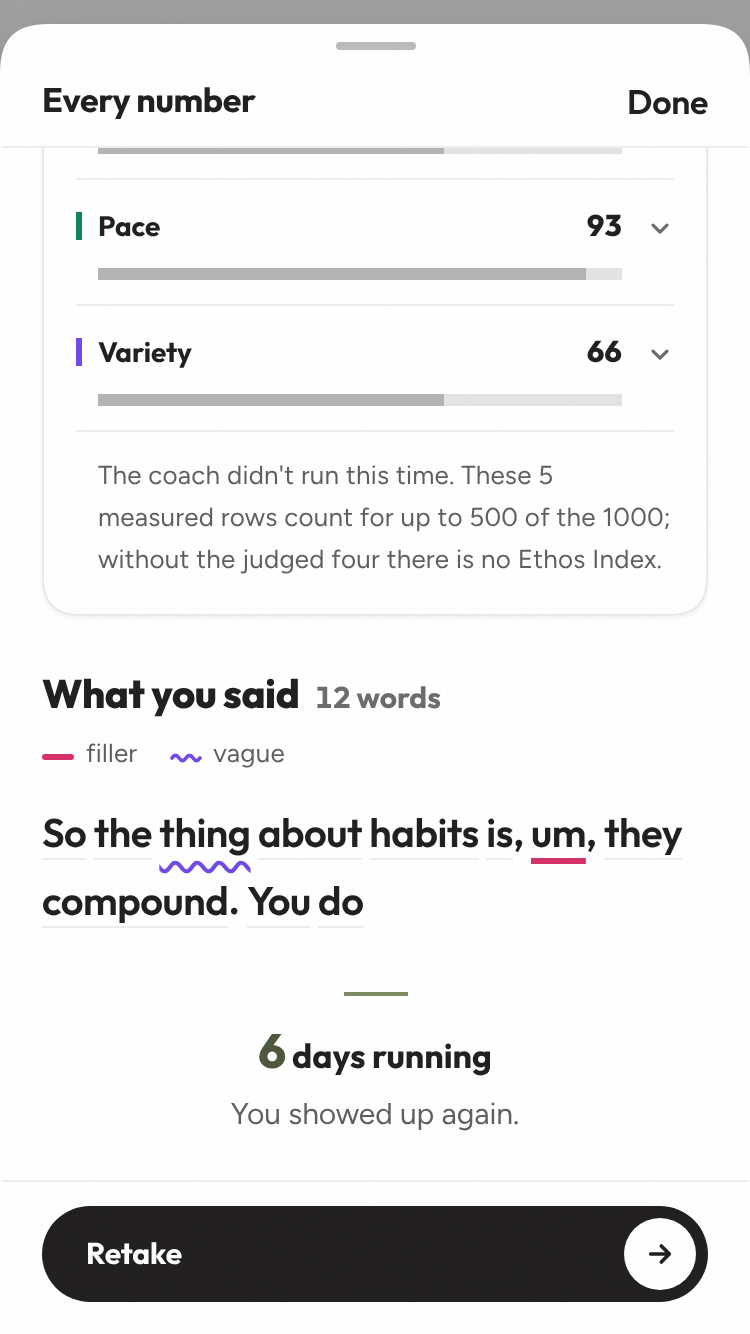 Every number
Done
Pace 93
Variety 66
The coach didn't run this time. These 5
measured rows count for up to 500 of the 1000;
without the judged four there is no Ethos Index.
What you said 12 words
filler vague
So the thing about habits is, um, they
compound. You do
6 days running
You showed up again.
Retake